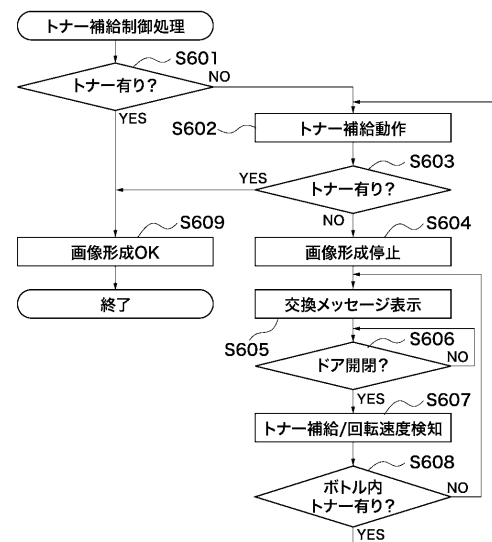 トナー補給制御処理
S601
トナー有り?
NO
YES
S602
トナー補給動作
S603
トナー有り?
YES
NO
S609
画像形成OK
終了
S604
画像形成停止
交換メッセージ表示
S605
S606
ドア開閉?
NO
YES
S607
トナー補給/回転速度検知
S608
ボトル内
トナー有り?
NO
YES